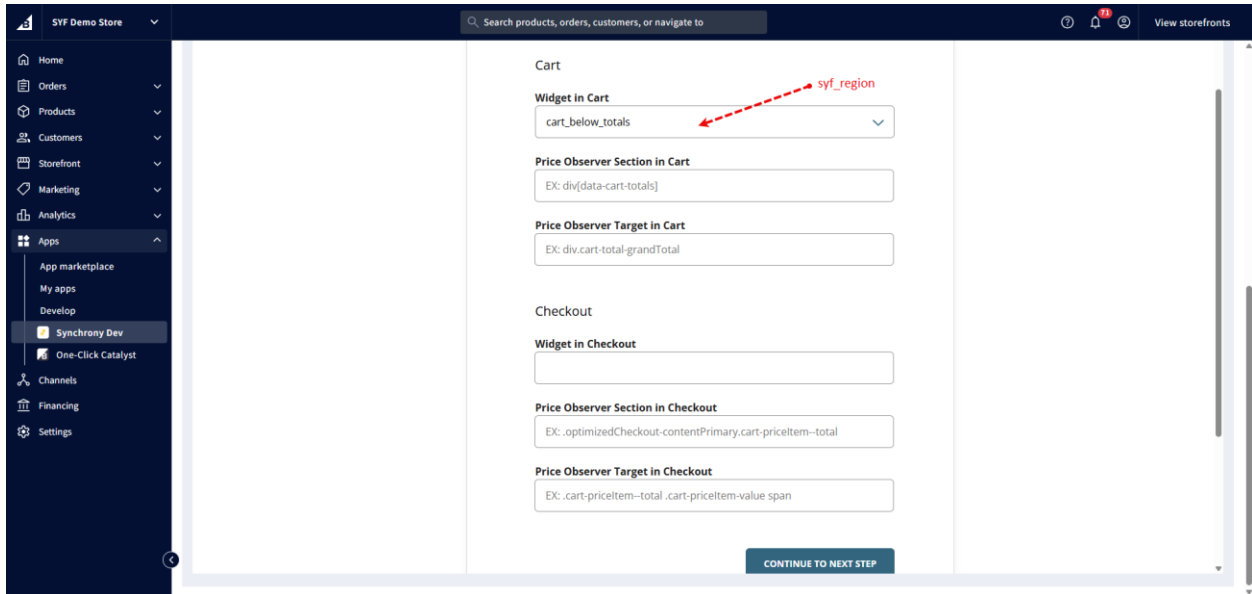 SYF Demo Store
Search products, orders, customers, or navigate to
71
View storefronts
Home
Orders
Products
Customers
Storefront
Marketing
Analytics
Apps
App marketplace
My apps
Develop
Synchrony Dev
One-Click Catalyst
Channels
Financing
Settings
Cart
syf_region
Widget in Cart
cart_below_totals
Price Observer Section in Cart
EX: div[data-cart-totals]
Price Observer Target in Cart
EX: div.cart-total-grandTotal
Checkout
Widget in Checkout
Price Observer Section in Checkout
EX: .optimizedCheckout-contentPrimary.cart-priceItem--total
Price Observer Target in Checkout
EX: .cart-priceItem--total .cart-priceItem-value span
CONTINUE TO NEXT STEP